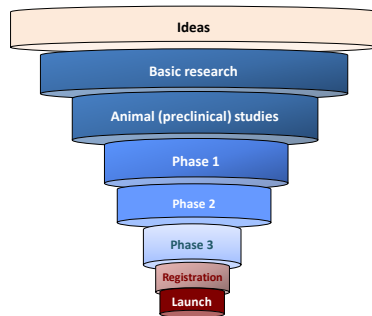 Ideas
Basic research
Animal (preclinical) studies
Phase 1
Phase 2
Phase 3
Registration
Launch